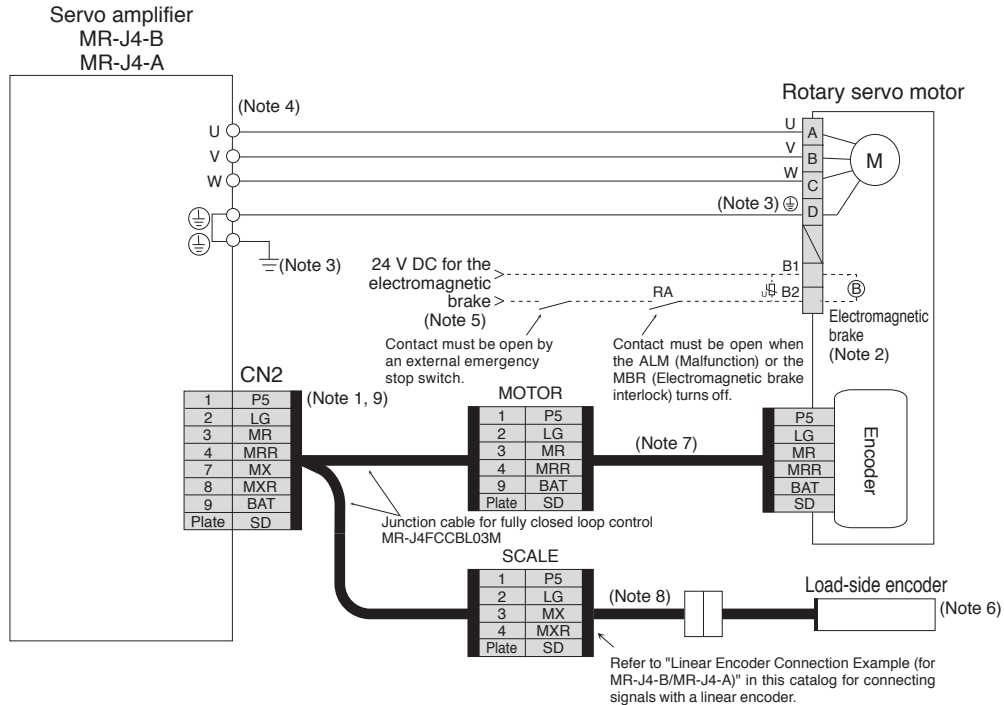 Servo amplifier
MR-J4-B
MR-J4-A
(Note 4)
Rotary servo motor
U
U
A
V
V
B
M
W
W
C
(Note 3)
D
(Note 3)
24 V DC for the
electromagnetic
brake
(Note 5)
RA
B1
U
B2
B
Electromagnetic
brake
(Note 2)
Contact must be open by
an external emergency
stop switch.
Contact must be open when
the ALM (Malfunction) or the
MBR (Electromagnetic brake
interlock) turns off.
CN2
(Note 1, 9)
1 P5
2 LG
3 MR
4 MRR
7 MX
8 MXR
9 BAT
Plate SD
MOTOR
1 P5
2 LG
3 MR
4 MRR
9 BAT
Plate SD
(Note 7)
P5
LG
MR
MRR
BAT
SD
Encoder
Junction cable for fully closed loop control
MR-J4FCCBL03M
SCALE
1 P5
2 LG
3 MX
4 MXR
Plate SD
(Note 8)
Load-side encoder
(Note 6)
Refer to "Linear Encoder Connection Example (for
MR-J4-B/MR-J4-A)" in this catalog for connecting
signals with a linear encoder.